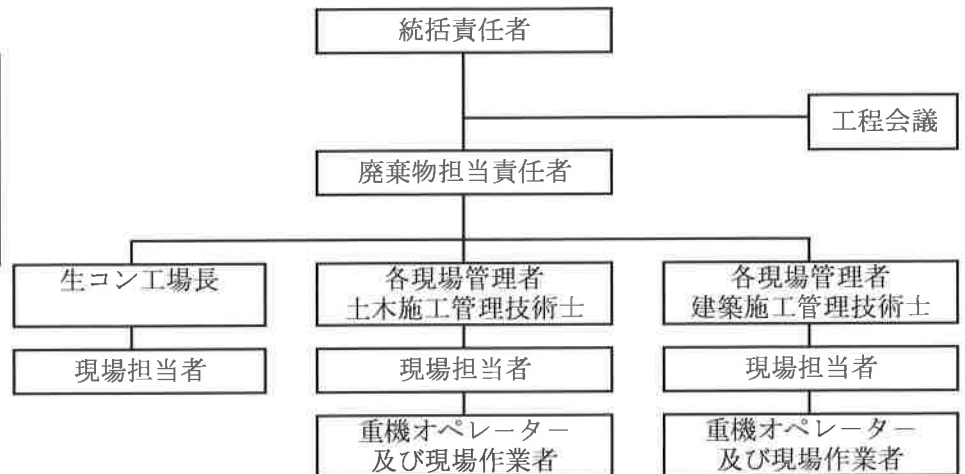 統括責任者
工程会議
廃棄物担当責任者
生コン工場長
各現場管理者
土木施工管理技術士
各現場管理者
建築施工管理技術士
現場担当者
現場担当者
現場担当者
重機オペレーター
及び現場作業者
重機オペレーター
及び現場作業者